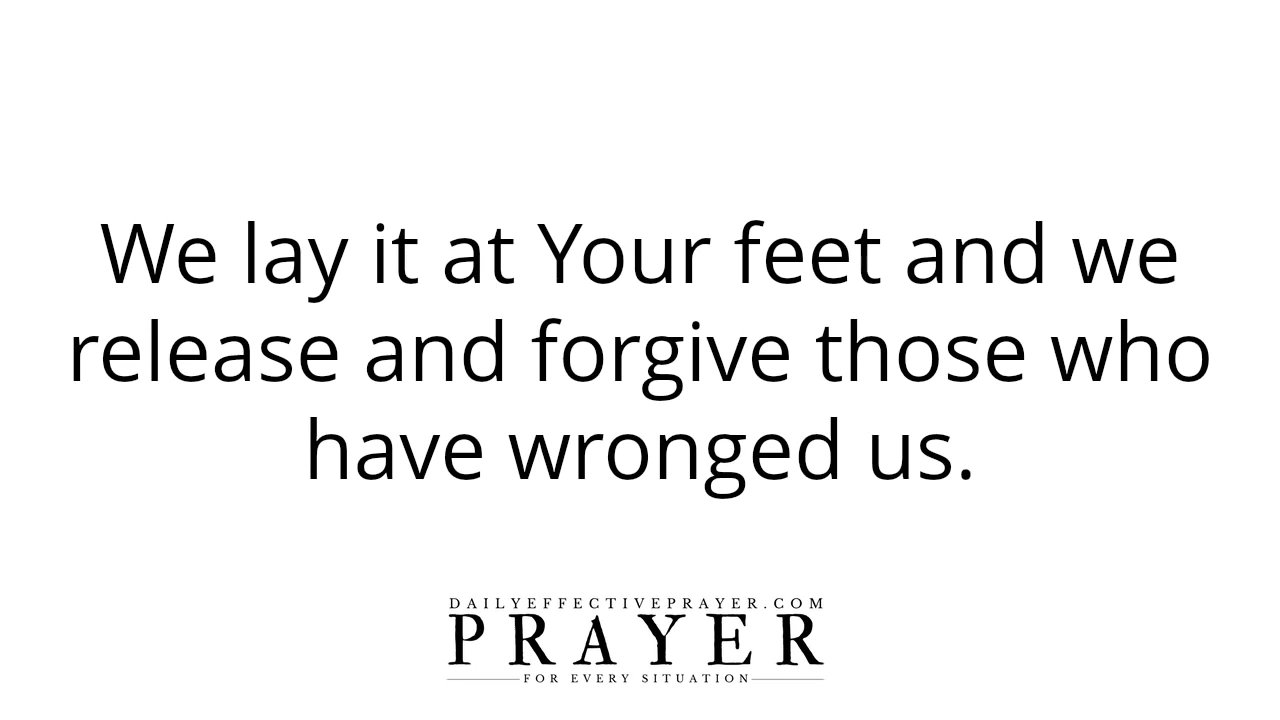 We lay it at Your feet and we
release and forgive those who
have wronged us.
DAILYEFFECTIVEPRAYER.COM
PRAYER
FOR EVERY SITUATION